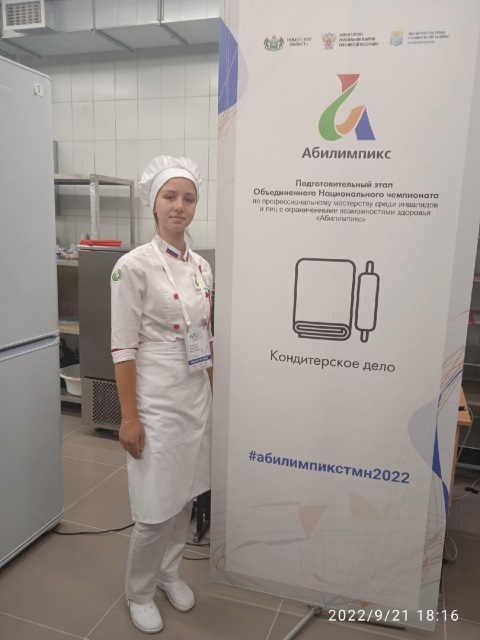 Абилимпикс
Подготовительный этап
Объединенного Национального чемпионата
по профессиональному мастерству среди инвалидов
и лиц с ограниченными возможностями здоровья
«Абилимпикс»
Кондитерское дело
#абилимпикстмн2022
2022/9/21 18:16